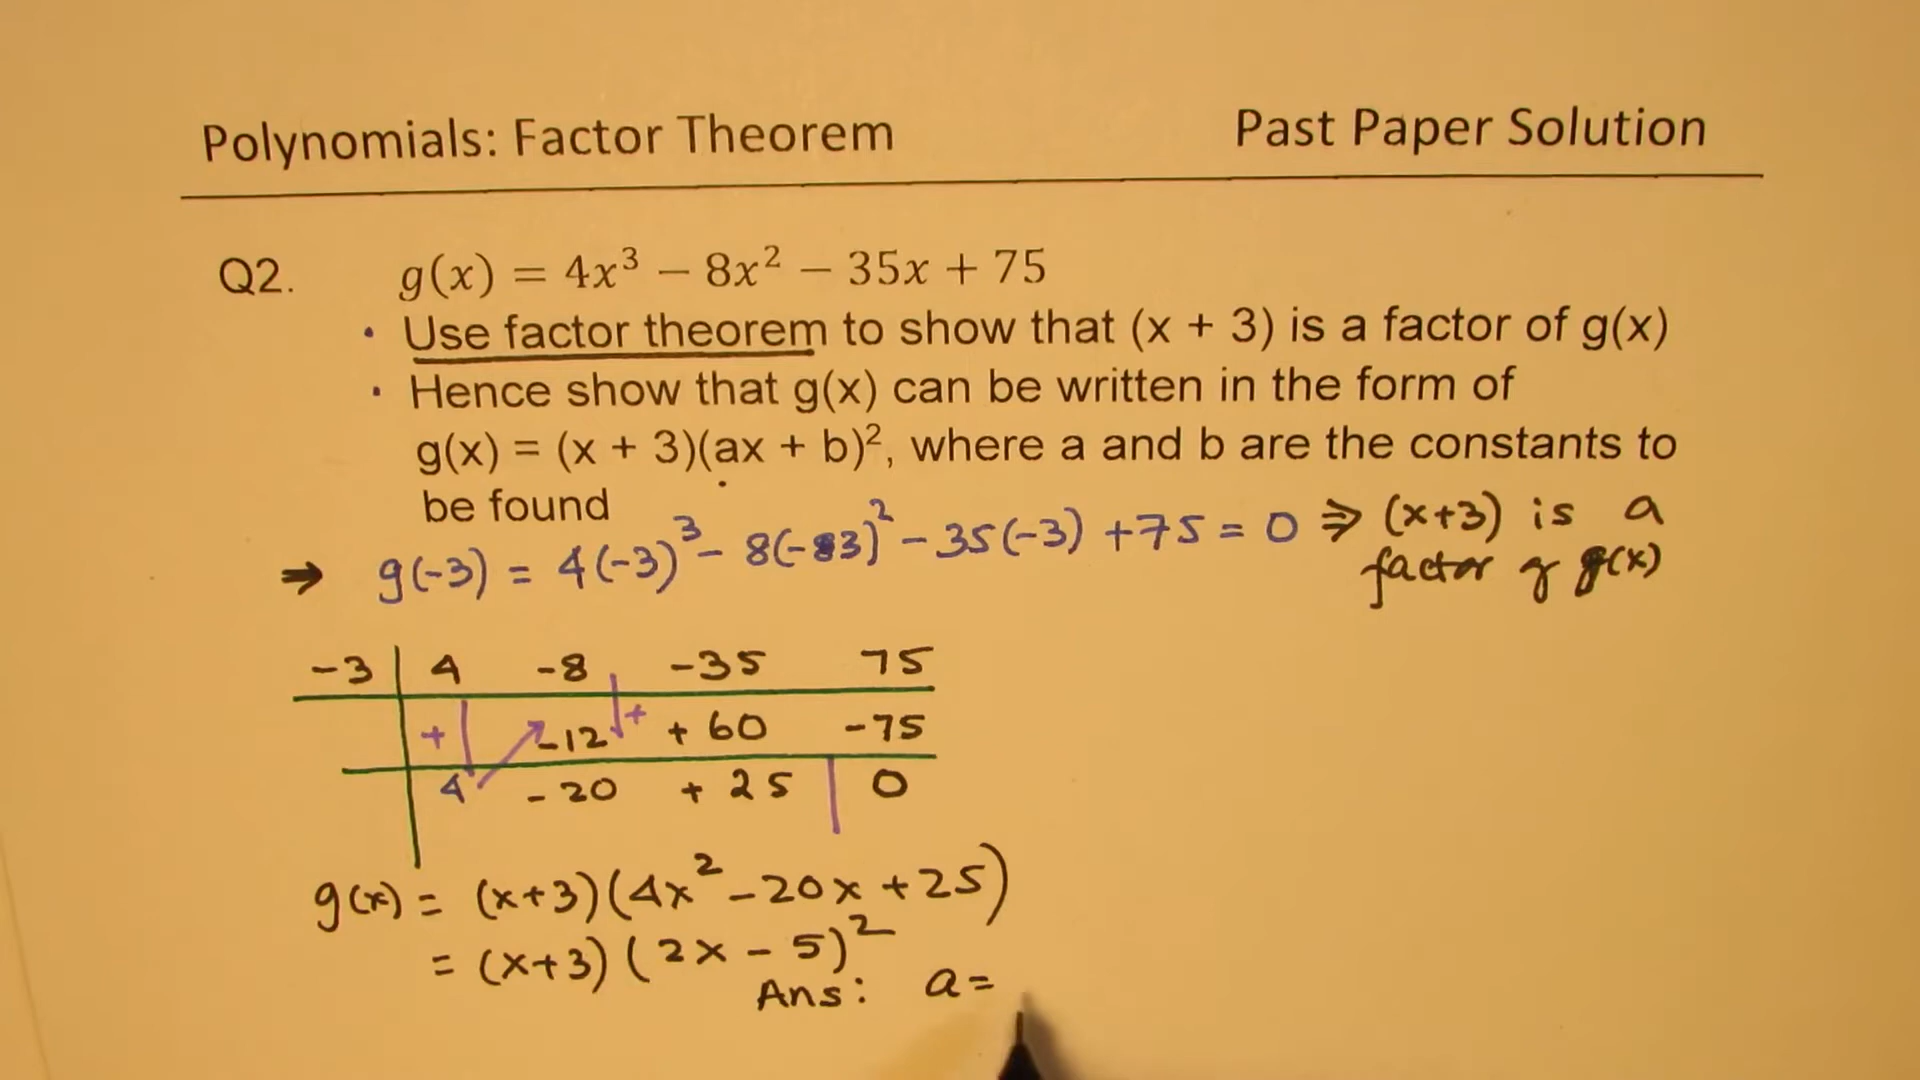 Polynomials: Factor Theorem Past Paper Solution
Q2. g(x) = 4x³ − 8x² − 35x + 75
• Use factor theorem to show that (x + 3) is a factor of g(x)
• Hence show that g(x) can be written in the form of
g(x) = (x + 3)(ax + b)², where a and b are the constants to
be found
⇒ g(-3) = 4(-3)³ - 8(-3)² - 35(-3) + 75 = 0 ⇒ (x+3) is a
factor of g(x)
-3 4 -8 -35 75
+ -12 + + 60 -75
4 -20 + 25 0
g(x) = (x+3)(4x² - 20x + 25)
= (x+3)(2x - 5)²
Ans: a=